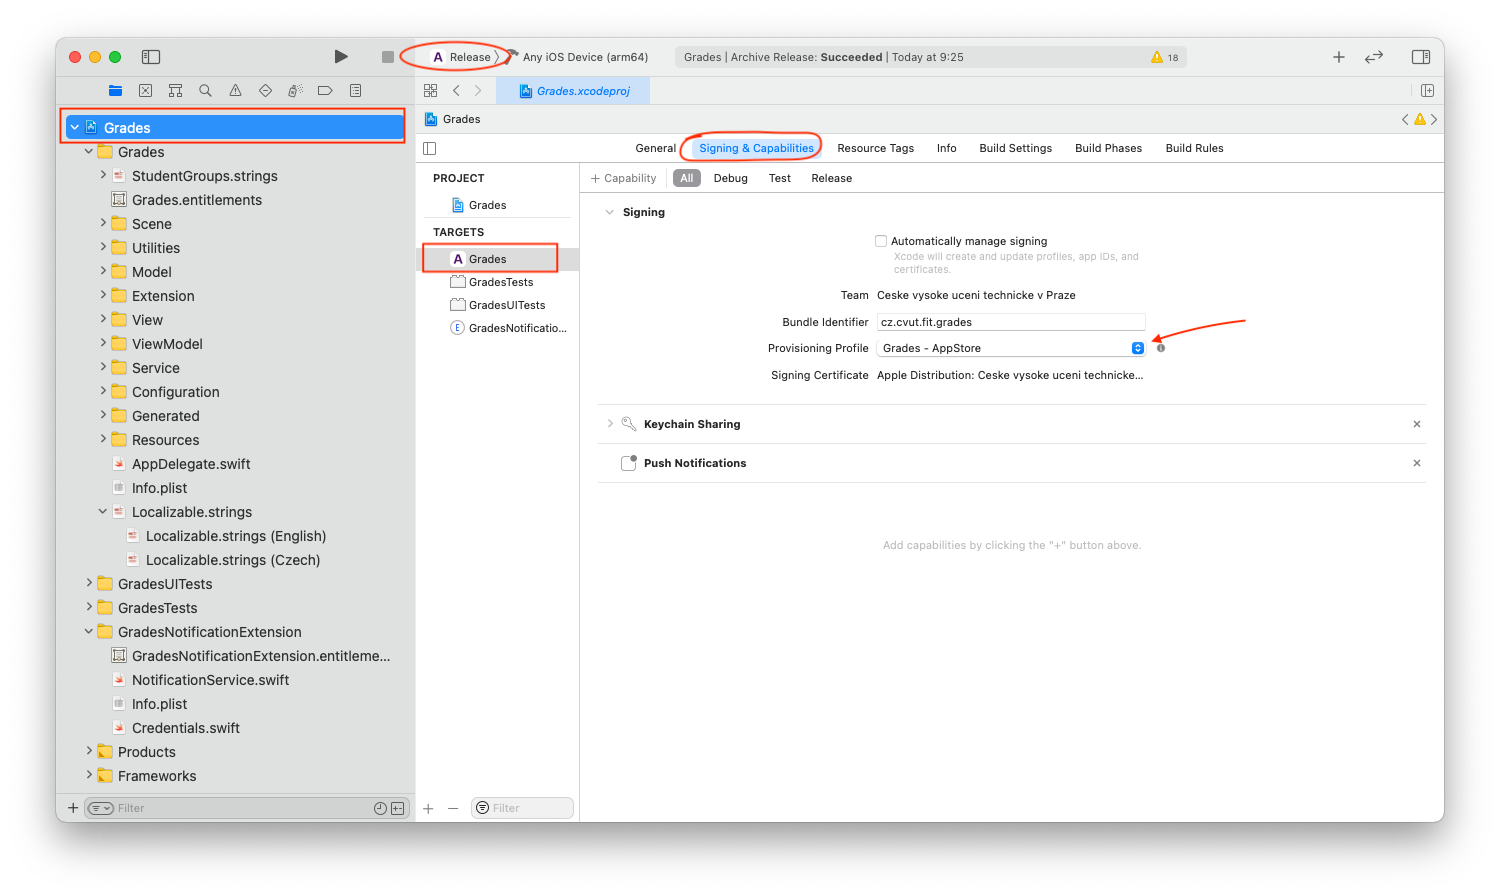 A Release
Any iOS Device (arm64)
Grades | Archive Release: Succeeded | Today at 9:25
18
Grades.xcodeproj
Grades
Grades
StudentGroups.strings
Grades.entitlements
Scene
Utilities
Model
Extension
View
ViewModel
Service
Configuration
Generated
Resources
AppDelegate.swift
Info.plist
Localizable.strings
Localizable.strings (English)
Localizable.strings (Czech)
GradesUITests
GradesTests
GradesNotificationExtension
GradesNotificationExtension.entitleme...
NotificationService.swift
Info.plist
Credentials.swift
Products
Frameworks
Filter
Grades
General
Signing & Capabilities
Resource Tags
Info
Build Settings
Build Phases
Build Rules
PROJECT
Grades
TARGETS
A Grades
GradesTests
GradesUITests
E GradesNotificatio...
Filter
+ Capability
All
Debug
Test
Release
Signing
Automatically manage signing
Xcode will create and update profiles, app IDs, and
certificates.
Team Ceske vysoke uceni technicke v Praze
Bundle Identifier cz.cvut.fit.grades
Provisioning Profile Grades - AppStore
Signing Certificate Apple Distribution: Ceske vysoke uceni technicke...
Keychain Sharing
Push Notifications
Add capabilities by clicking the "+" button above.